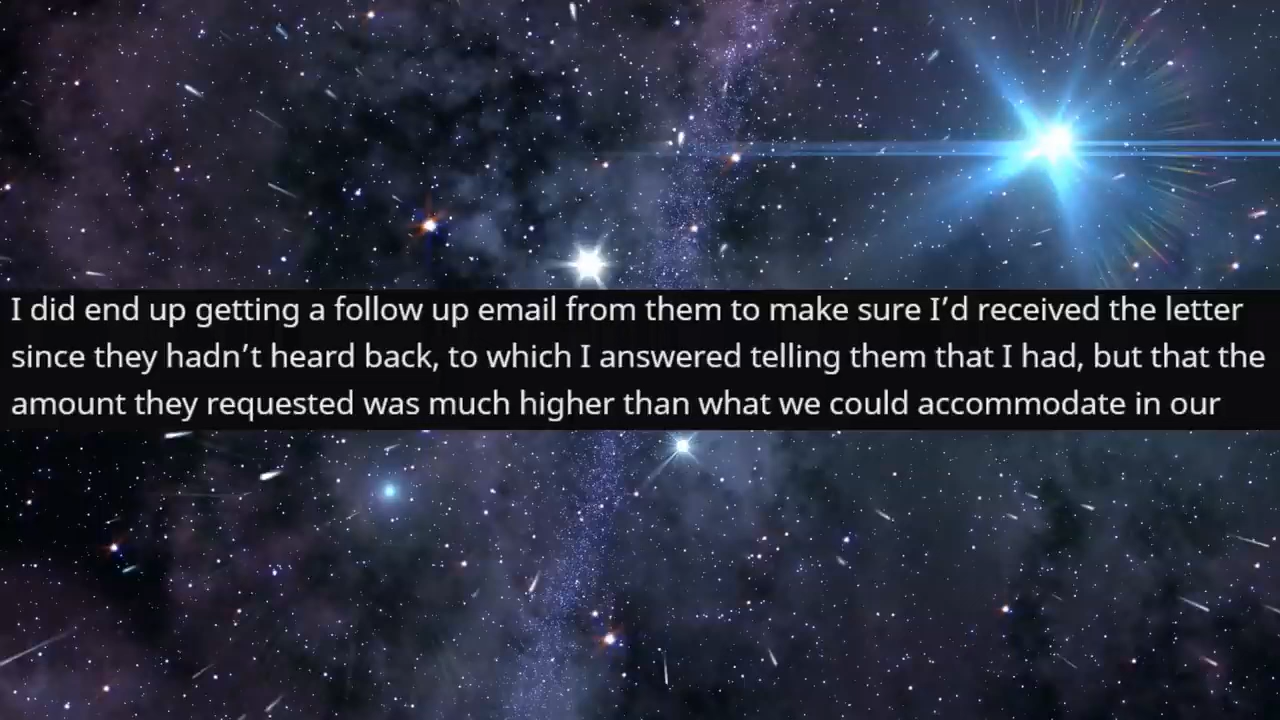 I did end up getting a follow up email from them to make sure I’d received the letter
since they hadn’t heard back, to which I answered telling them that I had, but that the
amount they requested was much higher than what we could accommodate in our